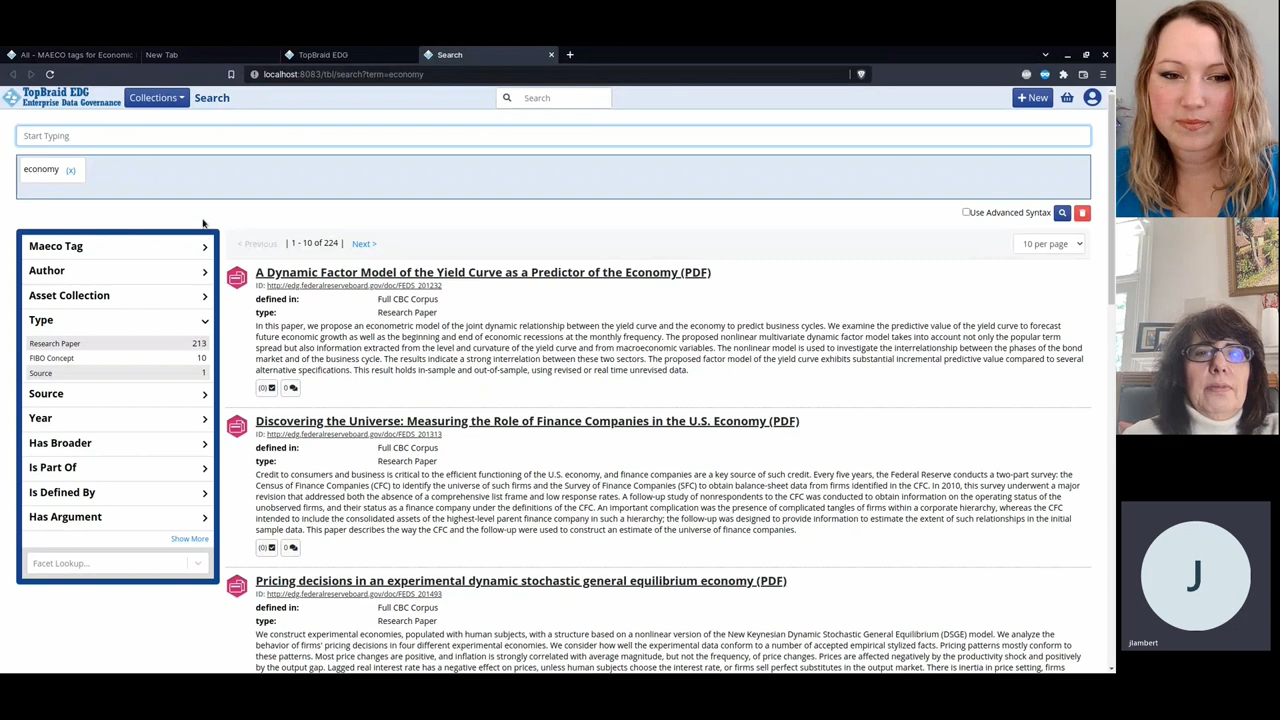 All - MAECO tags for Economic
New Tab
TopBraid EDG
Search
localhost:8083/tbl/search?term=economy
TopBraid EDG
Enterprise Data Governance
Collections
Search
Search
+ New
Start Typing
economy (x)
Use Advanced Syntax
Maeco Tag
Author
Asset Collection
Type
Research Paper 213
FIBO Concept 10
Source 1
Source
Year
Has Broader
Is Part Of
Is Defined By
Has Argument
Show More
Facet Lookup...
< Previous | 1 - 10 of 224 | Next >
10 per page
A Dynamic Factor Model of the Yield Curve as a Predictor of the Economy (PDF)
ID: http://edg.federalreserveboard.gov/doc/FEDS_201232
defined in: Full CBC Corpus
type: Research Paper
In this paper, we propose an econometric model of the joint dynamic relationship between the yield curve and the economy to predict business cycles. We examine the predictive value of the yield curve to forecast
future economic growth as well as the beginning and end of economic recessions at the monthly frequency. The proposed nonlinear multivariate dynamic factor model takes into account not only the popular term
spread but also information extracted from the level and curvature of the yield curve and from macroeconomic variables. The nonlinear model is used to investigate the interrelationship between the phases of the bond
market and of the business cycle. The results indicate a strong interrelation between these two sectors. The proposed factor model of the yield curve exhibits substantial incremental predictive value compared to several
alternative specifications. This result holds in-sample and out-of-sample, using revised or real time unrevised data.
(0) 0
Discovering the Universe: Measuring the Role of Finance Companies in the U.S. Economy (PDF)
ID: http://edg.federalreserveboard.gov/doc/FEDS_201313
defined in: Full CBC Corpus
type: Research Paper
Credit to consumers and business is critical to the efficient functioning of the U.S. economy, and finance companies are a key source of such credit. Every five years, the Federal Reserve conducts a two-part survey: the
Census of Finance Companies (CFC) to identify the universe of such firms and the Survey of Finance Companies (SFC) to obtain balance-sheet data from firms identified in the CFC. In 2010, this survey underwent a major
revision that addressed both the absence of a comprehensive list frame and low response rates. A follow-up study of nonrespondents to the CFC was conducted to obtain information on the operating status of the
unobserved firms, and their status as a finance company under the definitions of the CFC. An important complication was the presence of complicated tangles of firms within a corporate hierarchy, whereas the CFC
intended to include the consolidated assets of the highest-level parent finance company in such a hierarchy; the follow-up was designed to provide information to estimate the extent of such relationships in the initial
sample data. This paper describes the way the CFC and the follow-up were used to construct an estimate of the universe of finance companies.
(0) 0
Pricing decisions in an experimental dynamic stochastic general equilibrium economy (PDF)
ID: http://edg.federalreserveboard.gov/doc/FEDS_201493
defined in: Full CBC Corpus
type: Research Paper
We construct experimental economies, populated with human subjects, with a structure based on a nonlinear version of the New Keynesian Dynamic Stochastic General Equilibrium (DSGE) model. We analyze the
behavior of firms' pricing decisions in four different experimental economies. We consider how well the experimental data conform to a number of accepted empirical stylized facts. Pricing patterns mostly conform to
these patterns. Most price changes are positive, and inflation is strongly correlated with average magnitude, but not the frequency, of price changes. Prices are affected negatively by the productivity shock and positively
by the output gap. Lagged real interest rate has a negative effect on prices, unless human subjects choose the interest rate, or firms sell perfect substitutes in the output market. There is inertia in price setting, firms
J
jlambert